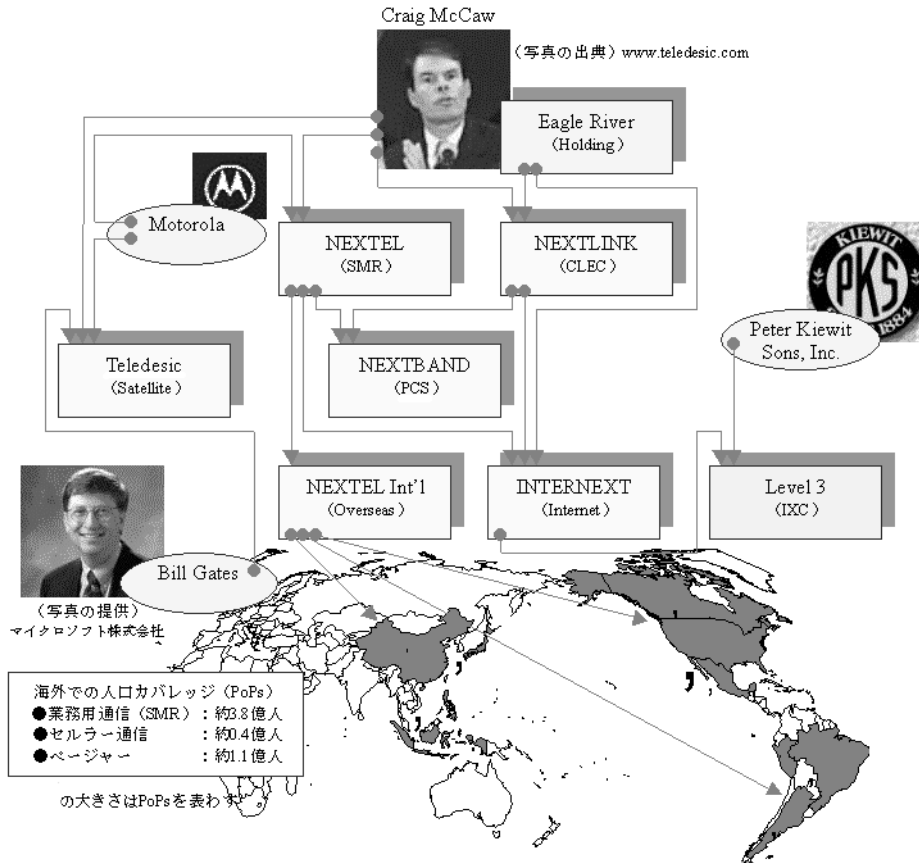 Craig McCaw
（写真の出典）www.teledesic.com
Eagle River
（Holding）
Motorola
NEXTEL
（SMR）
NEXTLINK
（CLEC）
KIEWIT
PKS
1884
Peter Kiewit
Sons, Inc.
Teledesic
（Satellite）
NEXTBAND
（PCS）
NEXTEL Int'l
（Overseas）
INTERNEXT
（Internet）
Level 3
（IXC）
Bill Gates
（写真の提供）
マイクロソフト株式会社
海外での人口カバレッジ（PoPs）
●業務用通信（SMR）：約3.8億人
●セルラー通信　　：約0.4億人
●ページャー　　　：約1.1億人
の大きさはPoPsを表わす